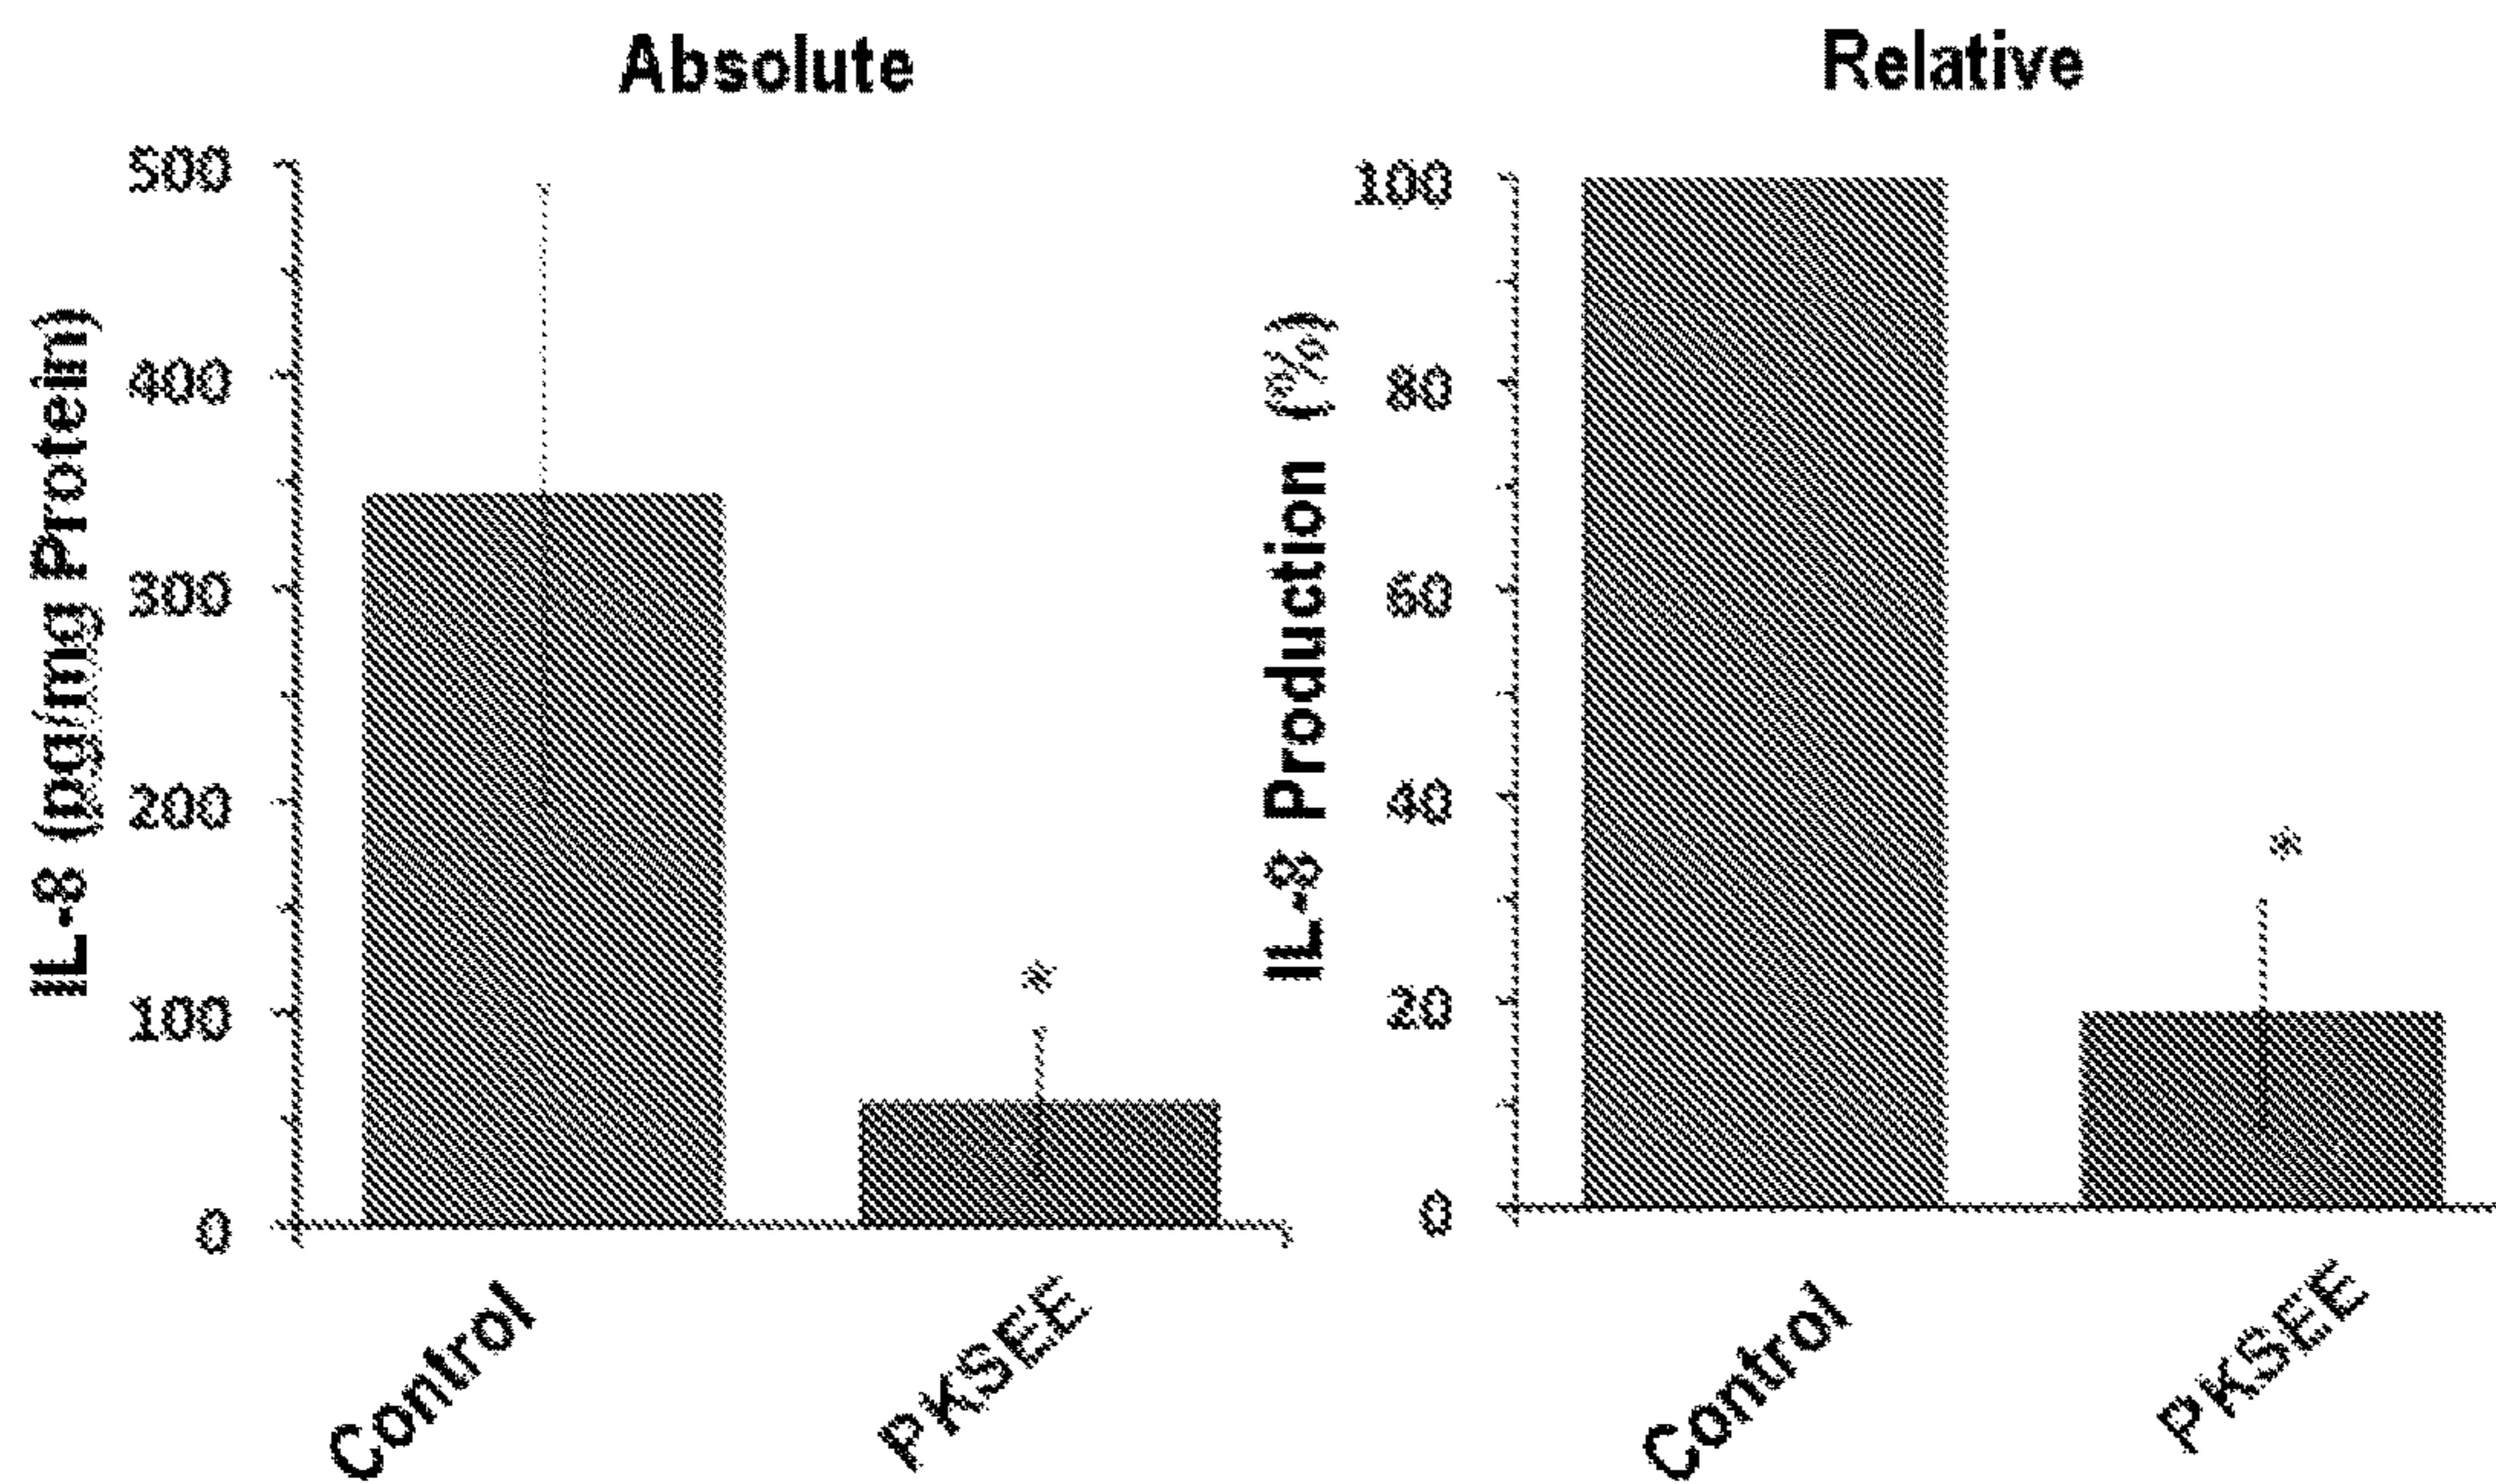 Absolute
IL-8 (pg/mg Protein)
500
400
300
200
100
0
*
Control
PKSEE
Relative
IL-8 Production (%)
100
80
60
40
20
0
*
Control
PKSEE